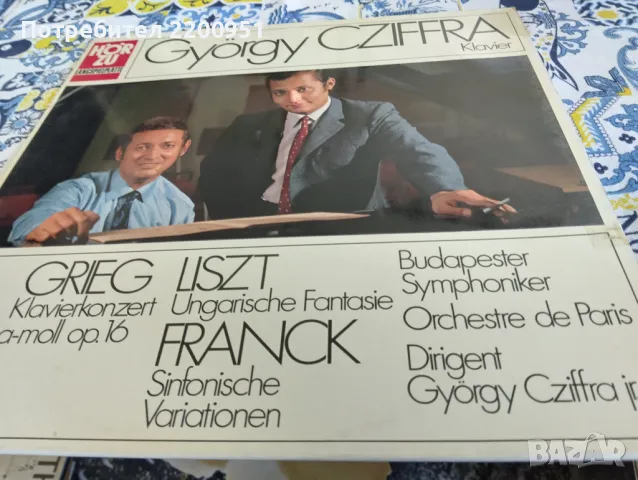 Потребител 2200951
HÖR
ZU
György CZIFFRA
Klavier
GRIEG
Klavierkonzert
a-moll op.16
LISZT
Ungarische Fantasie
FRANCK
Sinfonische
Variationen
Budapester
Symphoniker
Orchestre de Paris
Dirigent
György Cziffra jr
BAZAR